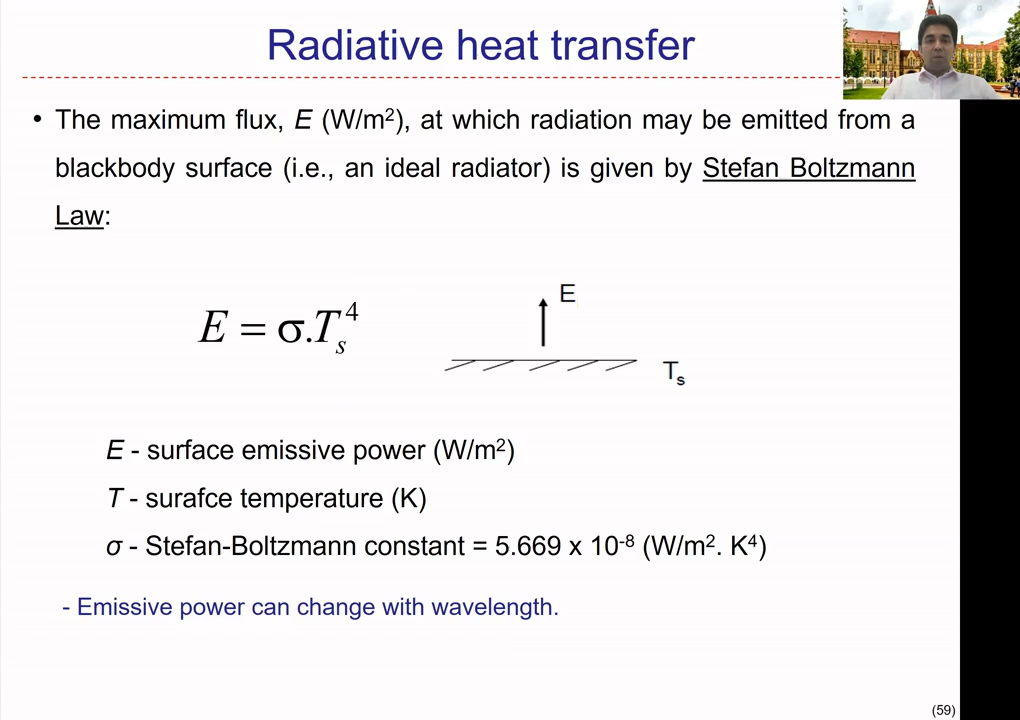 Radiative heat transfer
• The maximum flux, E (W/m²), at which radiation may be emitted from a
blackbody surface (i.e., an ideal radiator) is given by Stefan Boltzmann
Law:
E
E = σ.Tₛ⁴
Tₛ
E - surface emissive power (W/m²)
T - surafce temperature (K)
σ - Stefan-Boltzmann constant = 5.669 x 10⁻⁸ (W/m². K⁴)
- Emissive power can change with wavelength.
(59)